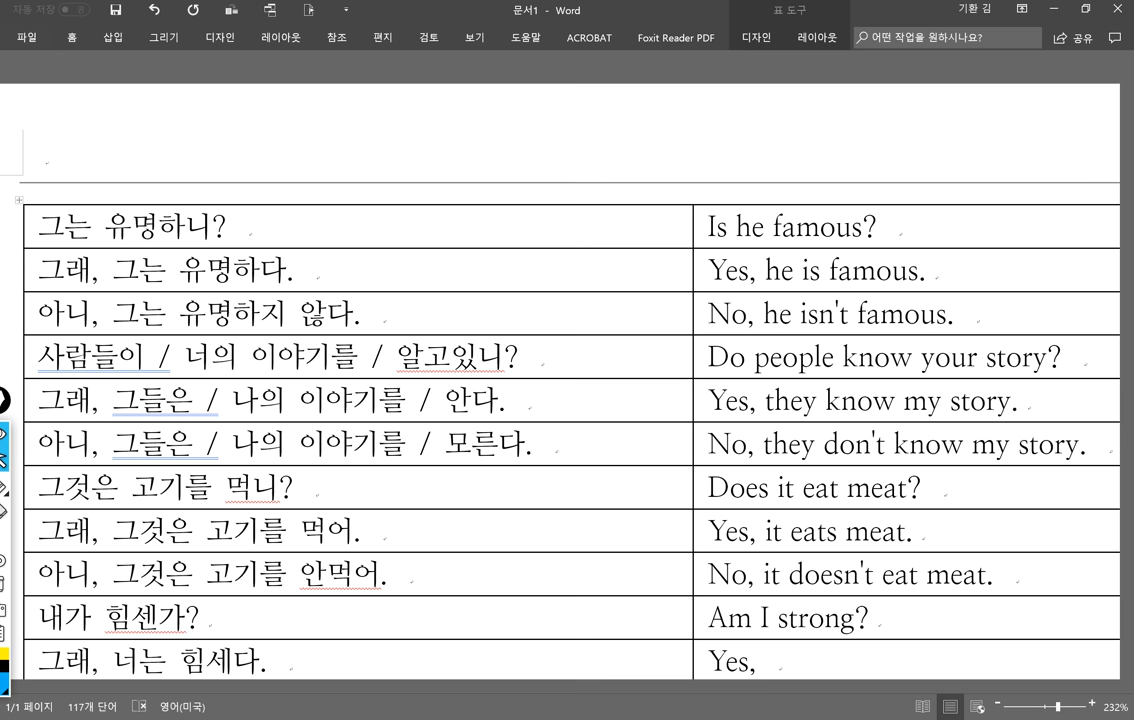 자동 저장
문서1 - Word
표 도구
기환 김
파일 홈 삽입 그리기 디자인 레이아웃 참조 편지 검토 보기 도움말 ACROBAT Foxit Reader PDF 디자인 레이아웃 어떤 작업을 원하시나요? 공유
그는 유명하니? Is he famous?
그래, 그는 유명하다. Yes, he is famous.
아니, 그는 유명하지 않다. No, he isn't famous.
사람들이 / 너의 이야기를 / 알고있니? Do people know your story?
그래, 그들은 / 나의 이야기를 / 안다. Yes, they know my story.
아니, 그들은 / 나의 이야기를 / 모른다. No, they don't know my story.
그것은 고기를 먹니? Does it eat meat?
그래, 그것은 고기를 먹어. Yes, it eats meat.
아니, 그것은 고기를 안먹어. No, it doesn't eat meat.
내가 힘센가? Am I strong?
그래, 너는 힘세다. Yes,
1/1 페이지 117개 단어 영어(미국) 232%